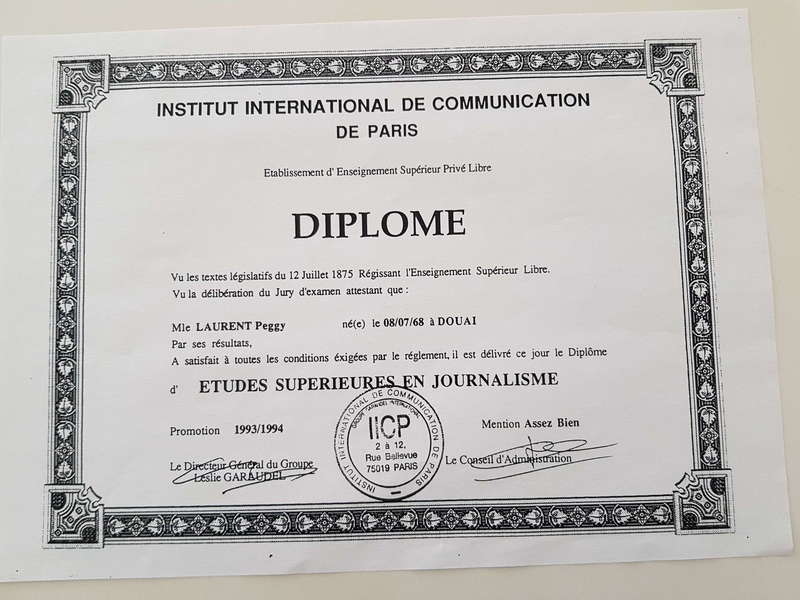 INSTITUT INTERNATIONAL DE COMMUNICATION
DE PARIS
Etablissement d' Enseignement Supérieur Privé Libre
DIPLOME
Vu les textes législatifs du 12 Juillet 1875 Régissant l'Enseignement Supérieur Libre.
Vu la délibération du Jury d'examen attestant que :
Mle LAURENT Peggy né(e) le 08/07/68 à DOUAI
Par ses résultats,
A satisfait à toutes les conditions éxigées par le réglement, il est délivré ce jour le Diplôme
d' ETUDES SUPERIEURES EN JOURNALISME
Promotion 1993/1994 Mention Assez Bien
INSTITUT INTERNATIONAL DE COMMUNICATION DE PARIS
IICP
2 à 12,
Rue Bellevue
75019 PARIS
Le Directeur Général du Groupe Le Conseil d'Administration
Leslie GARAUDEL